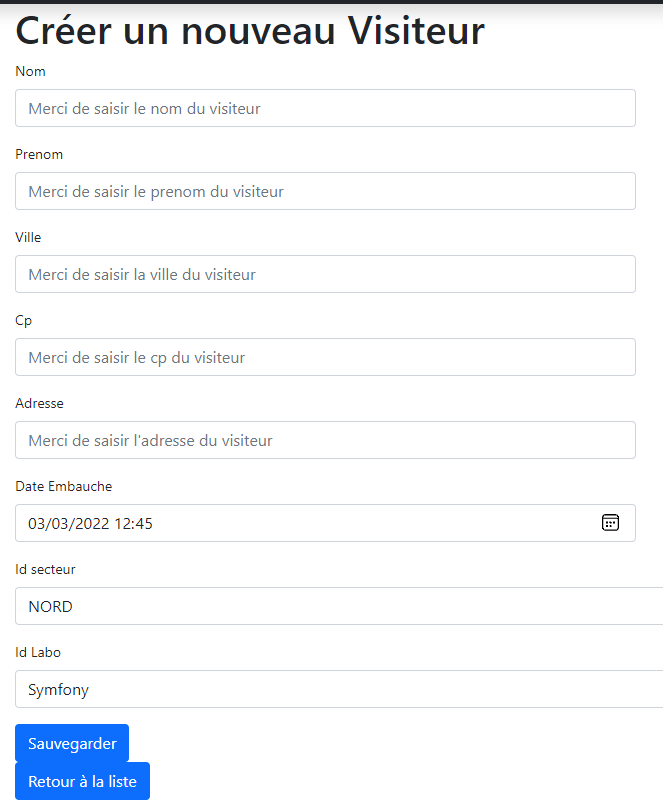 Créer un nouveau Visiteur
Nom
Merci de saisir le nom du visiteur
Prenom
Merci de saisir le prenom du visiteur
Ville
Merci de saisir la ville du visiteur
Cp
Merci de saisir le cp du visiteur
Adresse
Merci de saisir l'adresse du visiteur
Date Embauche
03/03/2022 12:45
Id secteur
NORD
Id Labo
Symfony
Sauvegarder
Retour à la liste